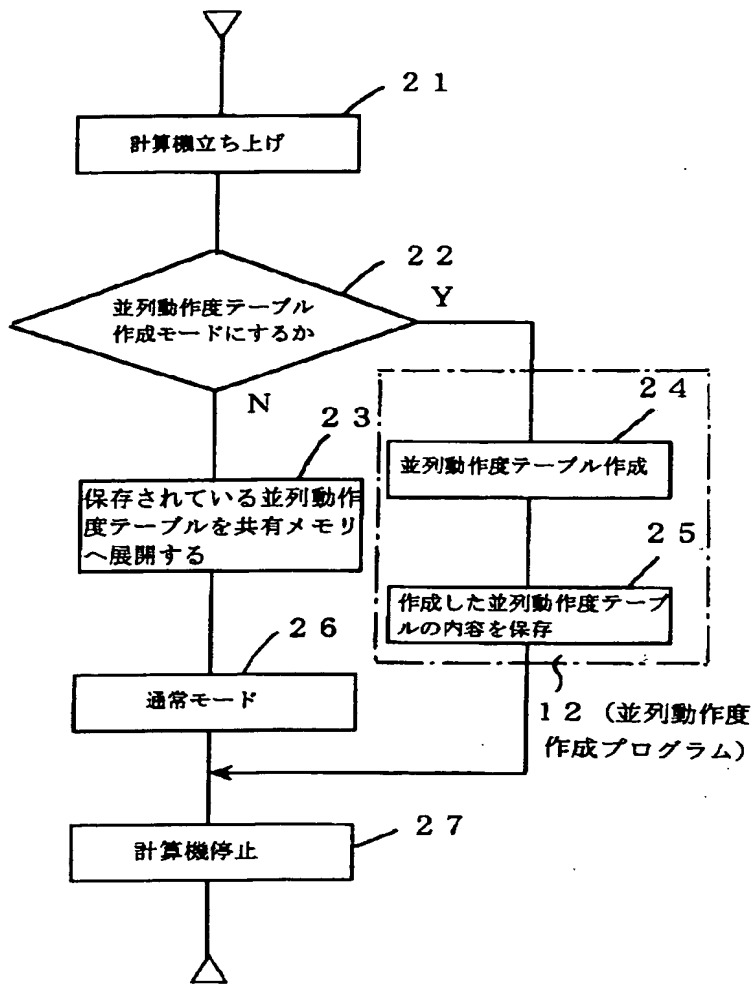 21
計算機立ち上げ
22
並列動作度テーブル
作成モードにするか
Y
N
23
保存されている並列動作
度テーブルを共有メモリ
へ展開する
24
並列動作度テーブル作成
25
作成した並列動作度テーブ
ルの内容を保存
26
通常モード
12（並列動作度
作成プログラム）
27
計算機停止